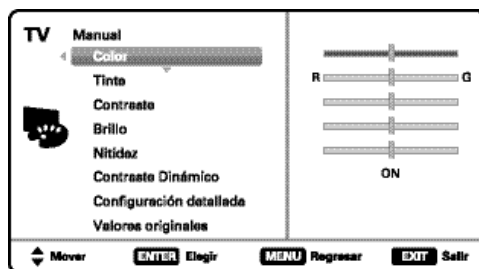 TV Manual
Color
Tinte R G
Contraste
Brillo
Nitidez
Contraste Dinámico ON
Configuración detallada
Valores originales
Mover ENTER Elegir MENU Regresar EXIT Salir